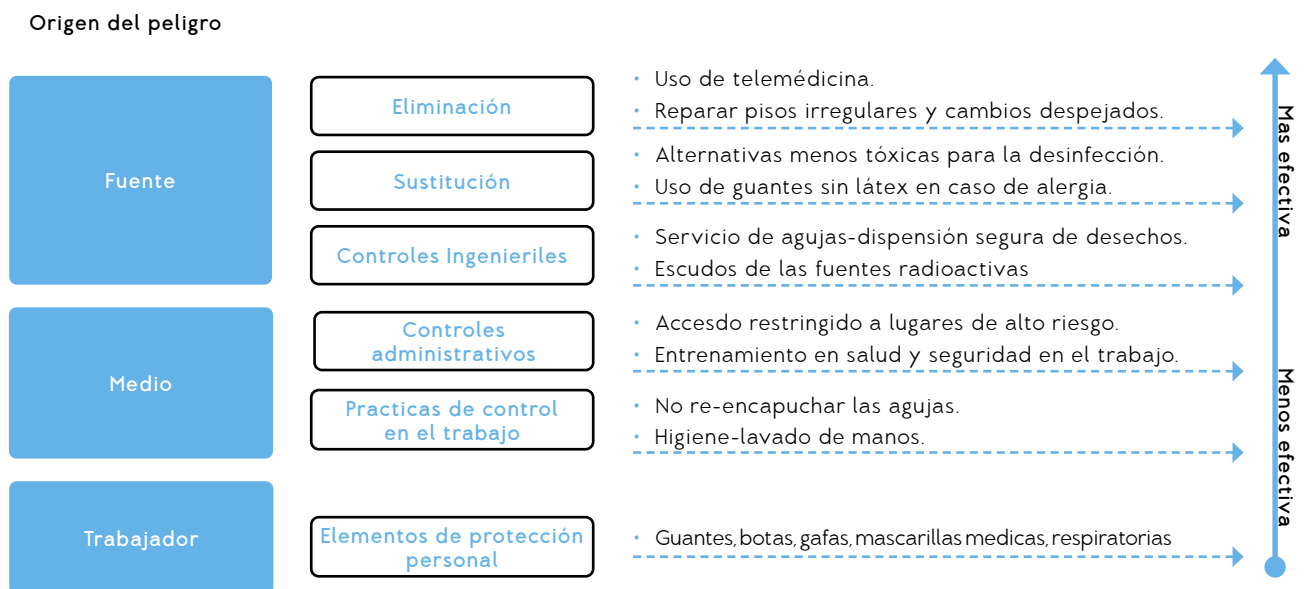 Origen del peligro
Fuente
Eliminación
• Uso de telemédicina.
• Reparar pisos irregulares y cambios despejados.
Sustitución
• Alternativas menos tóxicas para la desinfección.
• Uso de guantes sin látex en caso de alergia.
Controles Ingenieriles
• Servicio de agujas-dispensión segura de desechos.
• Escudos de las fuentes radioactivas
Medio
Controles
administrativos
• Accesdo restringido a lugares de alto riesgo.
• Entrenamiento en salud y seguridad en el trabajo.
Practicas de control
en el trabajo
• No re-encapuchar las agujas.
• Higiene-lavado de manos.
Trabajador
Elementos de protección
personal
• Guantes, botas, gafas, mascarillas medicas, respiratorias
Mas efectiva
Menos efectiva